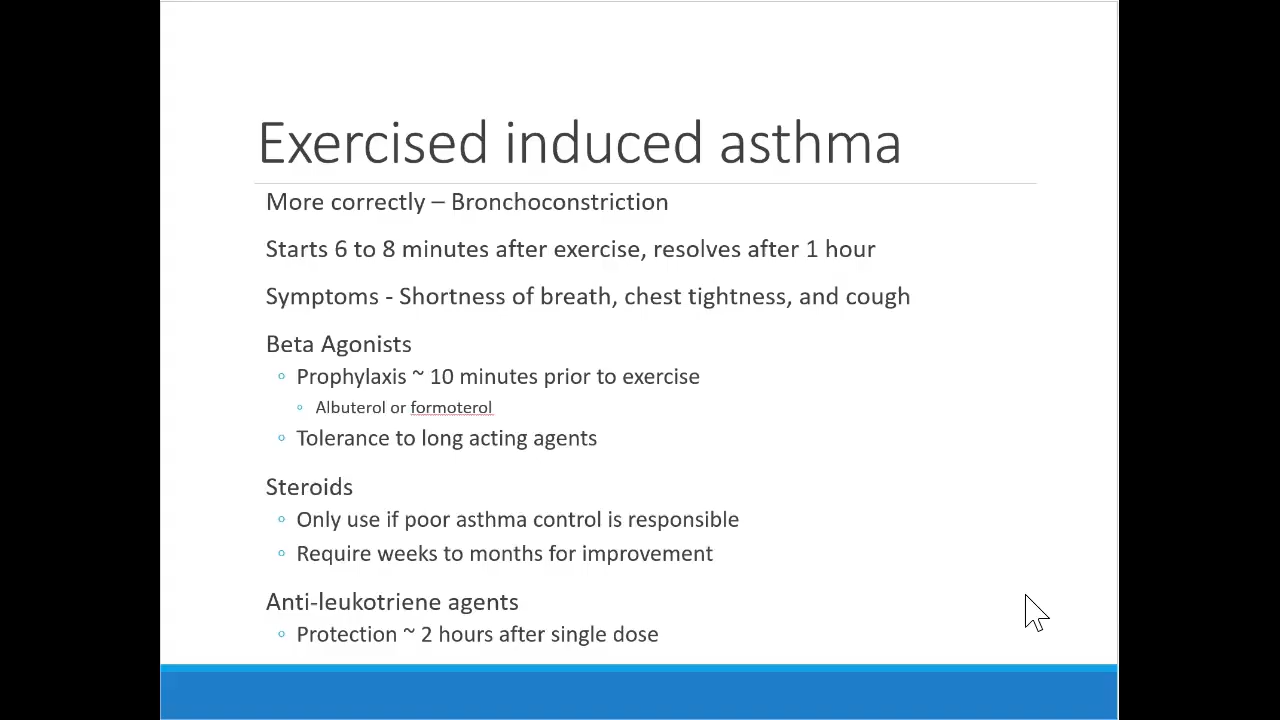 Exercised induced asthma
More correctly – Bronchoconstriction
Starts 6 to 8 minutes after exercise, resolves after 1 hour
Symptoms - Shortness of breath, chest tightness, and cough
Beta Agonists
◦ Prophylaxis ~ 10 minutes prior to exercise
◦ Albuterol or formoterol
◦ Tolerance to long acting agents
Steroids
◦ Only use if poor asthma control is responsible
◦ Require weeks to months for improvement
Anti-leukotriene agents
◦ Protection ~ 2 hours after single dose